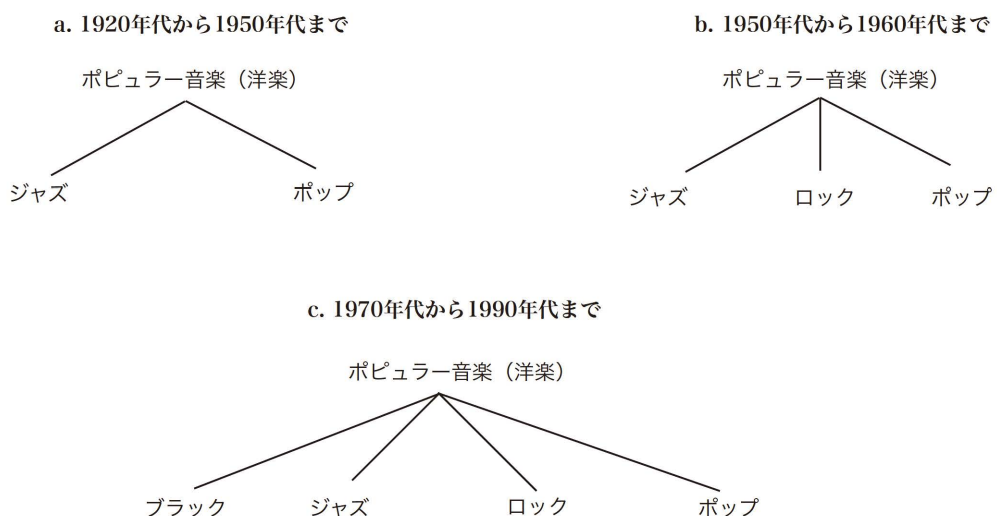 a. 1920年代から1950年代まで
ポピュラー音楽（洋楽）
ジャズ
ポップ
b. 1950年代から1960年代まで
ポピュラー音楽（洋楽）
ジャズ
ロック
ポップ
c. 1970年代から1990年代まで
ポピュラー音楽（洋楽）
ブラック
ジャズ
ロック
ポップ